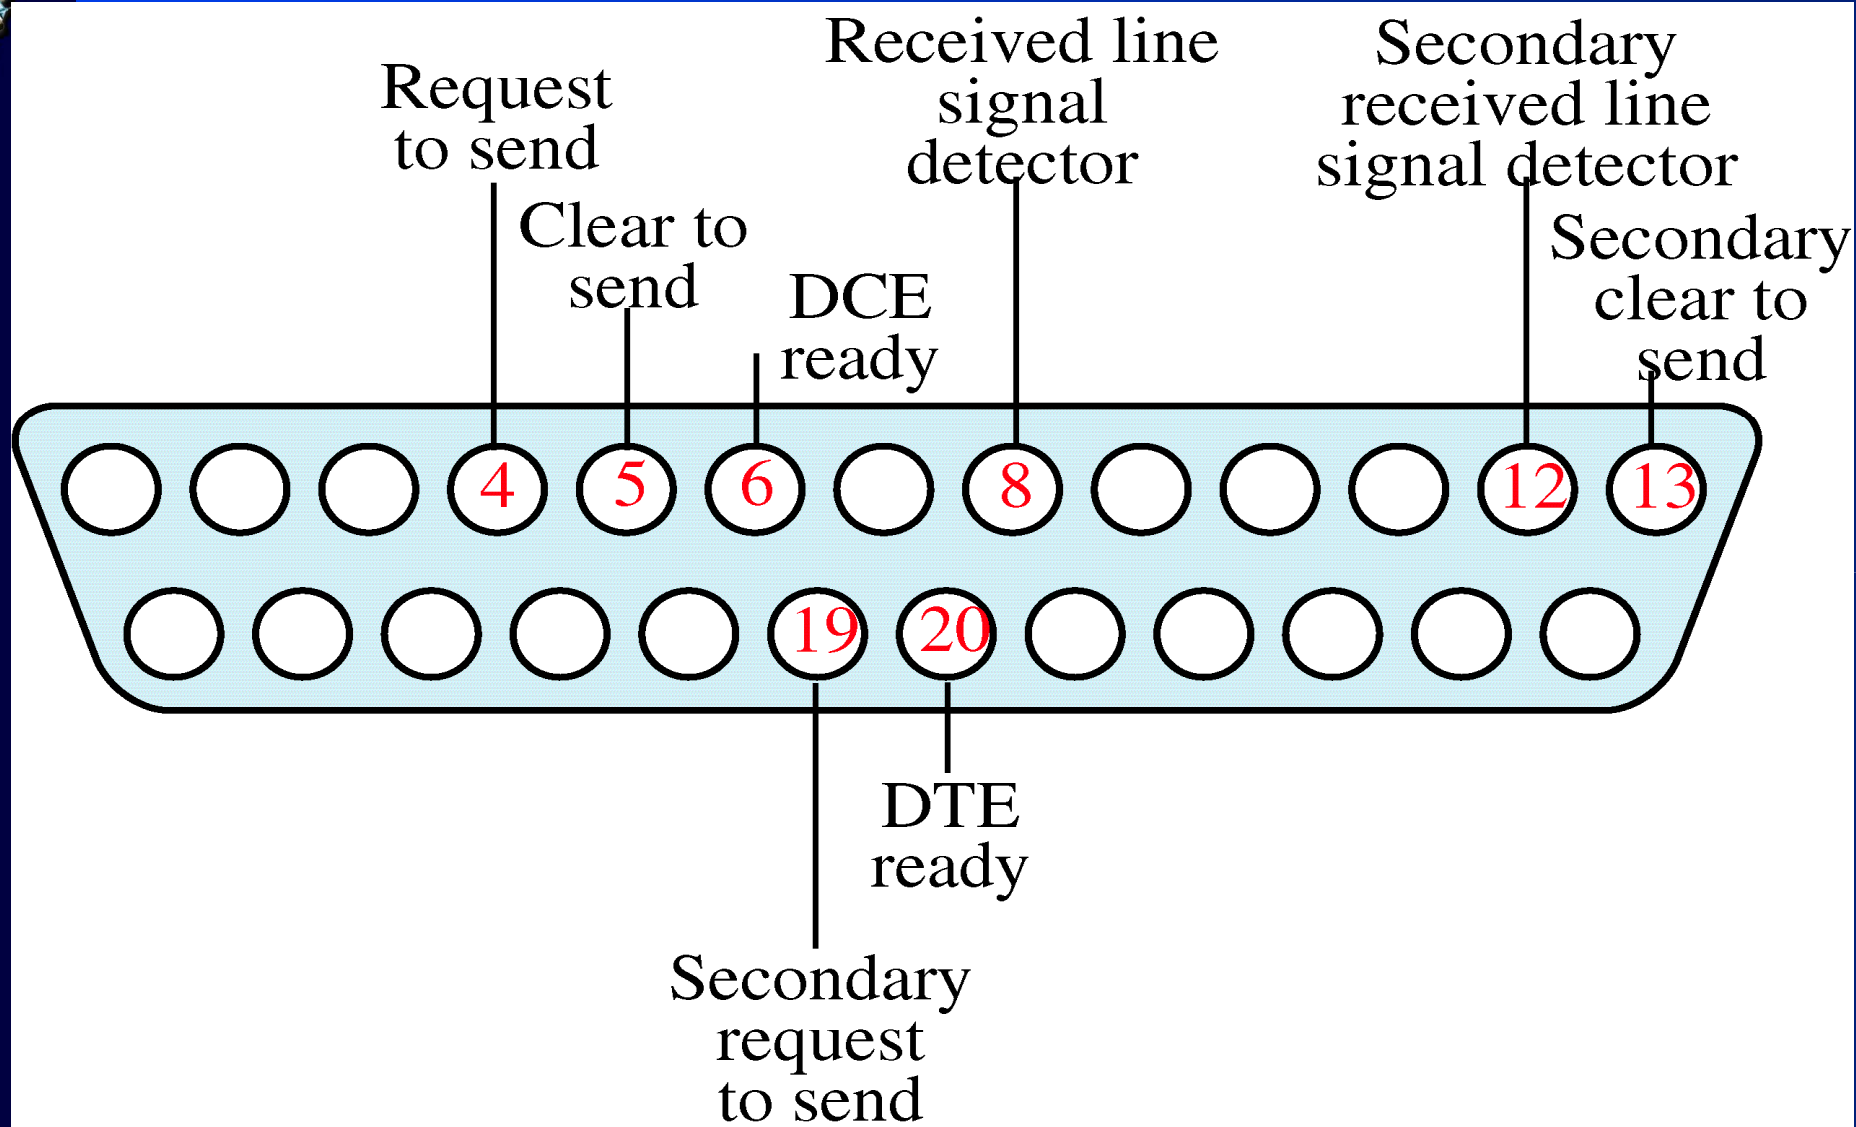 Request
to send
Clear to
send
DCE
ready
Received line
signal
detector
Secondary
received line
signal detector
Secondary
clear to
send
4 5 6 8 12 13
19 20
DTE
ready
Secondary
request
to send